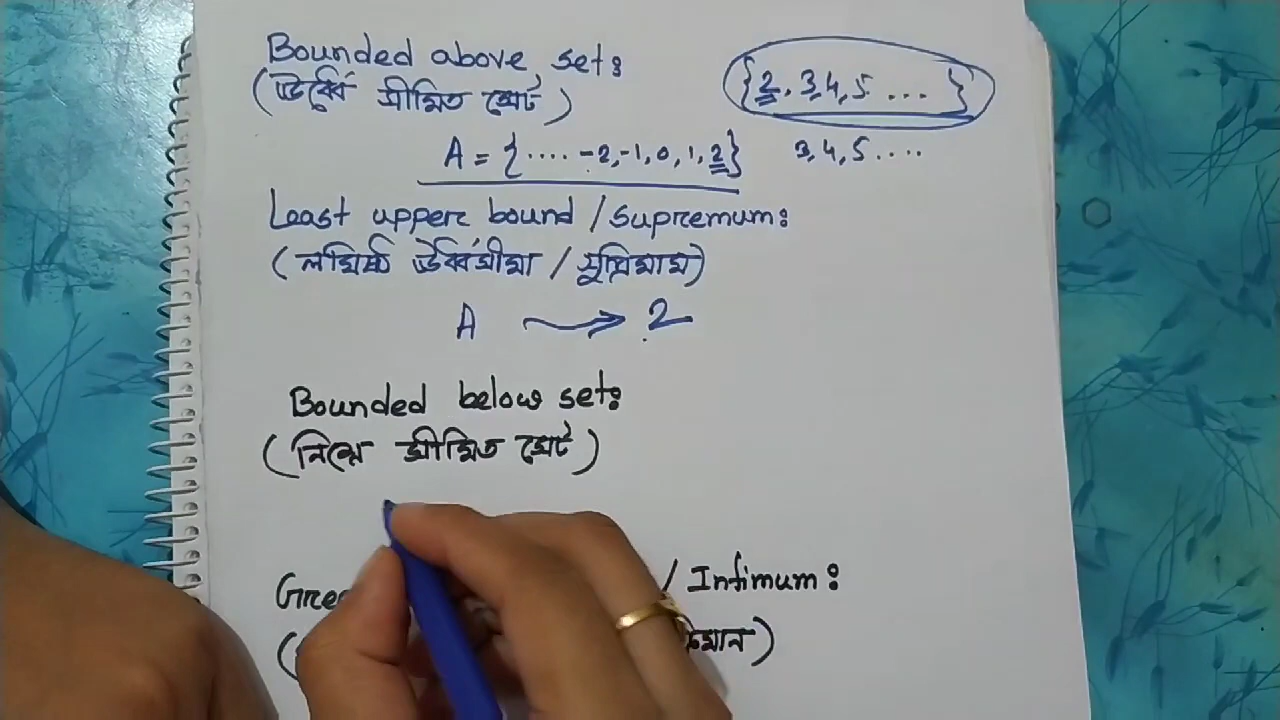 Bounded above set:
(ঊর্ধ্বে সীমিত সেট)
{2, 3, 4, 5 ... }
A = {.... -2, -1, 0, 1, 2}
3, 4, 5 ....
Least upper bound / Supremum:
(লঘিষ্ঠ ঊর্ধ্বসীমা / সুপ্রিমাম)
A → 2
Bounded below set:
(নিম্নে সীমিত সেট)
/ Infimum: